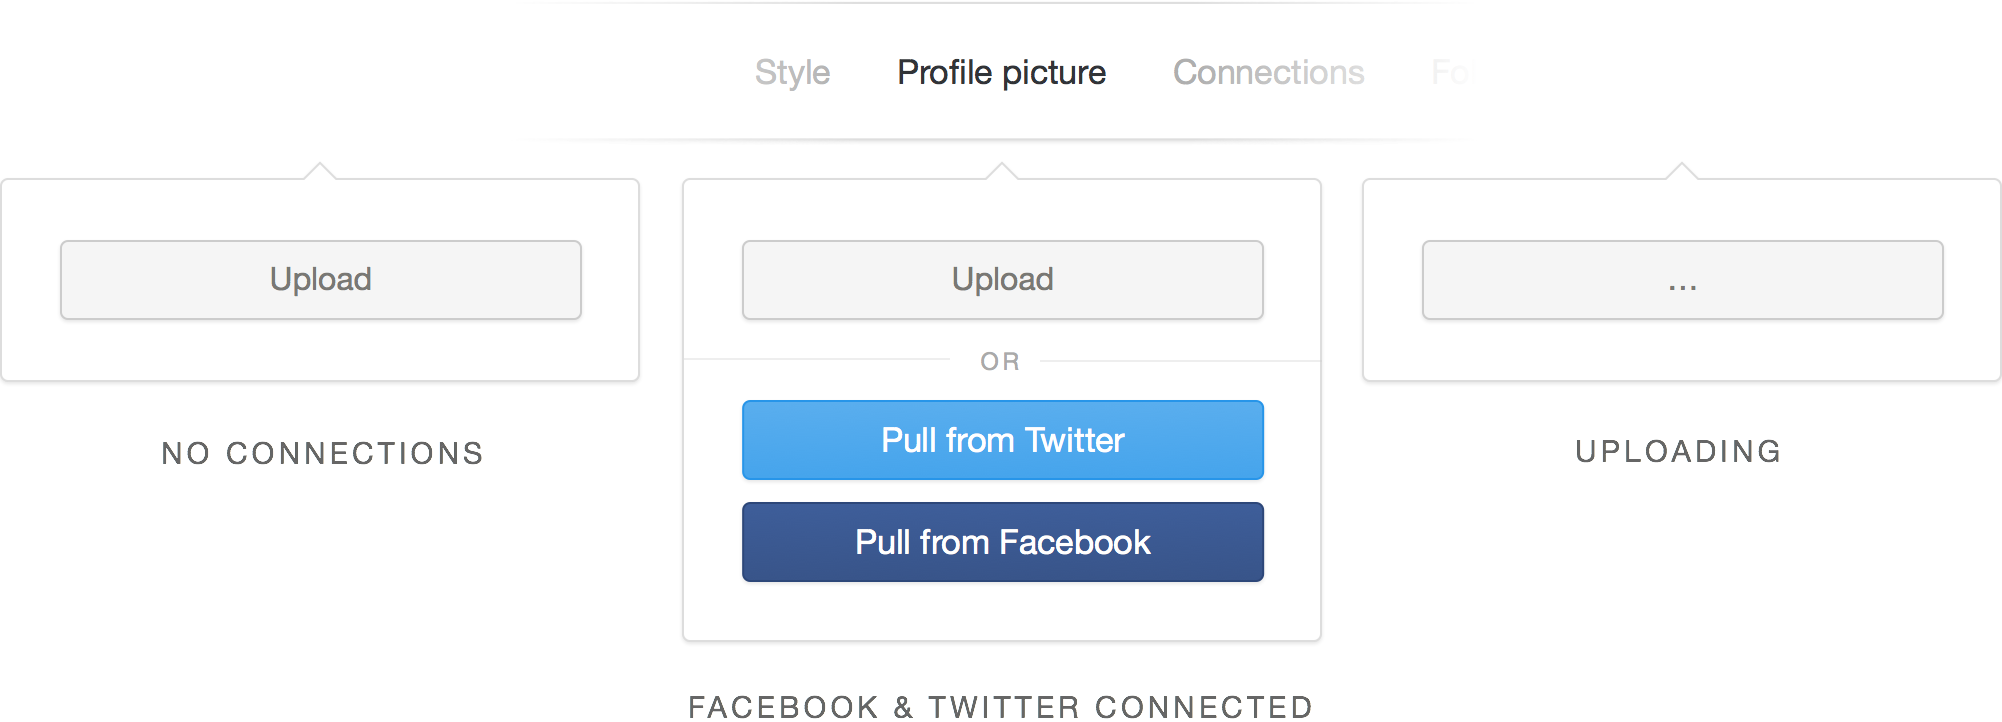 Style Profile picture Connections
Upload
NO CONNECTIONS
Upload
OR
Pull from Twitter
Pull from Facebook
FACEBOOK & TWITTER CONNECTED
...
UPLOADING